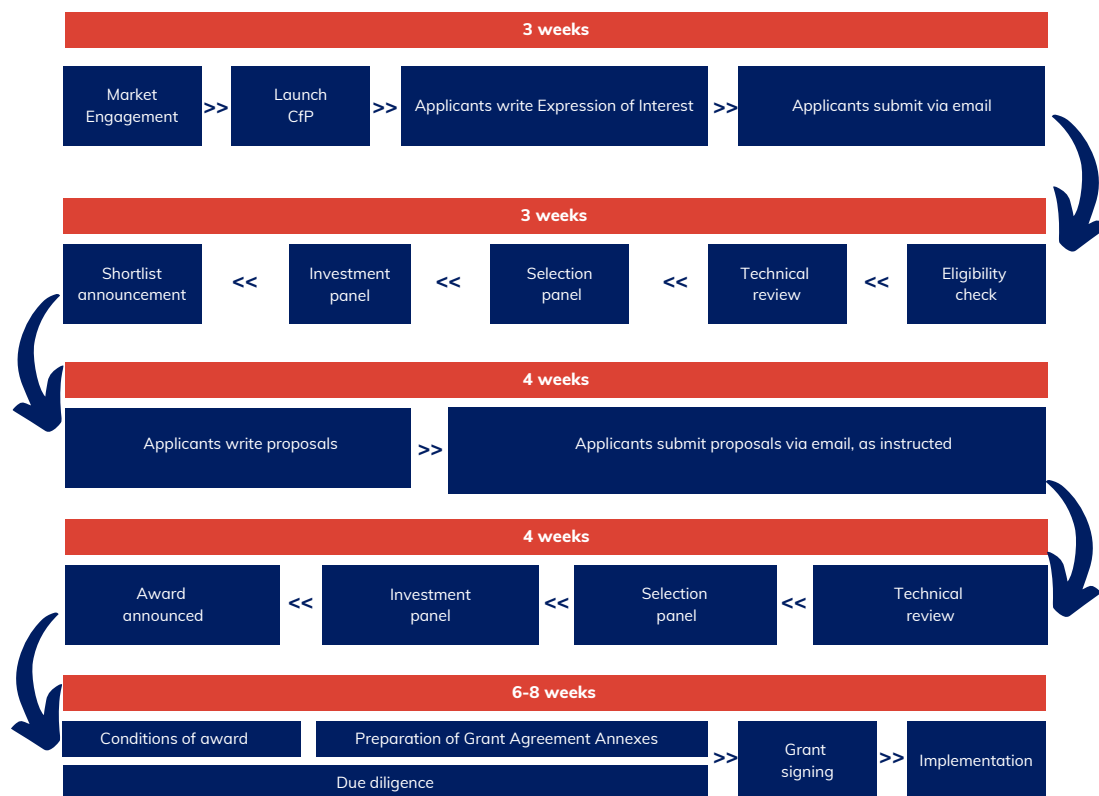 3 weeks
Market
Engagement
>>
Launch
CfP
>>
Applicants write Expression of Interest
>>
Applicants submit via email
3 weeks
Shortlist
announcement
<<
Investment
panel
<<
Selection
panel
<<
Technical
review
<<
Eligibility
check
4 weeks
Applicants write proposals
>>
Applicants submit proposals via email, as instructed
4 weeks
Award
announced
<<
Investment
panel
<<
Selection
panel
<<
Technical
review
6-8 weeks
Conditions of award
Preparation of Grant Agreement Annexes
Due diligence
>>
Grant
signing
>>
Implementation